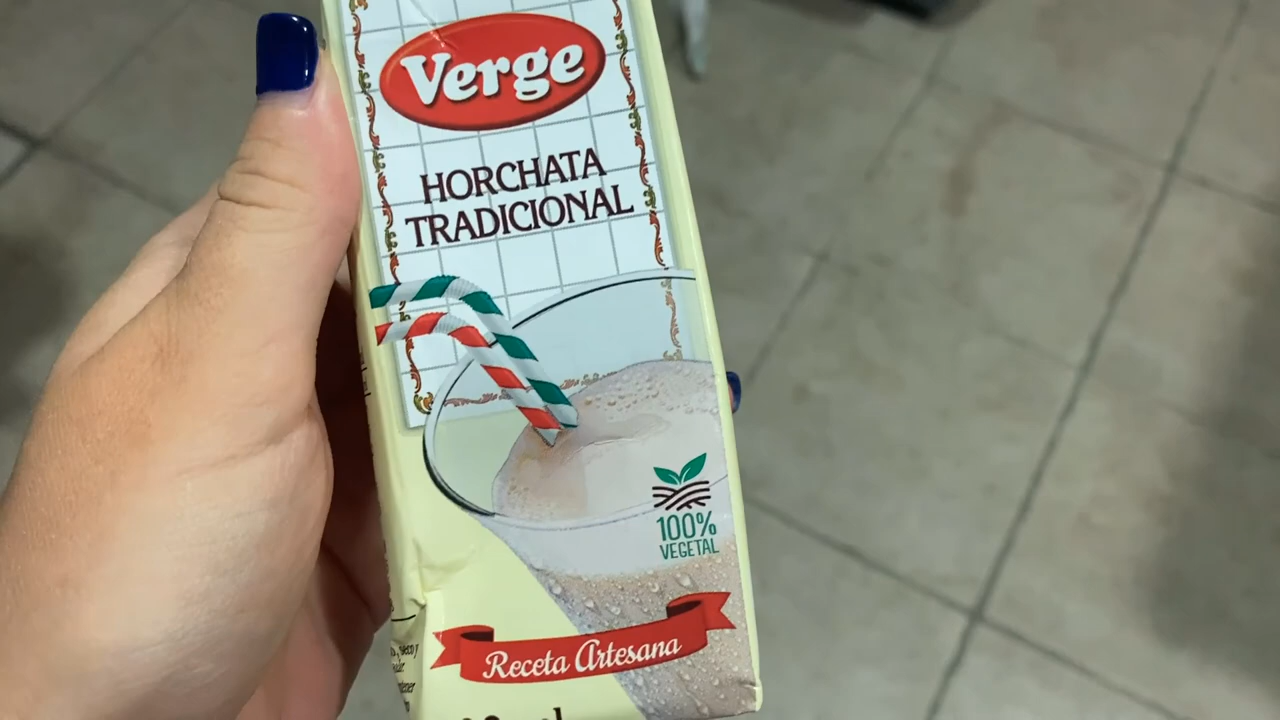 Verge
HORCHATA
TRADICIONAL
100%
VEGETAL
Receta Artesana